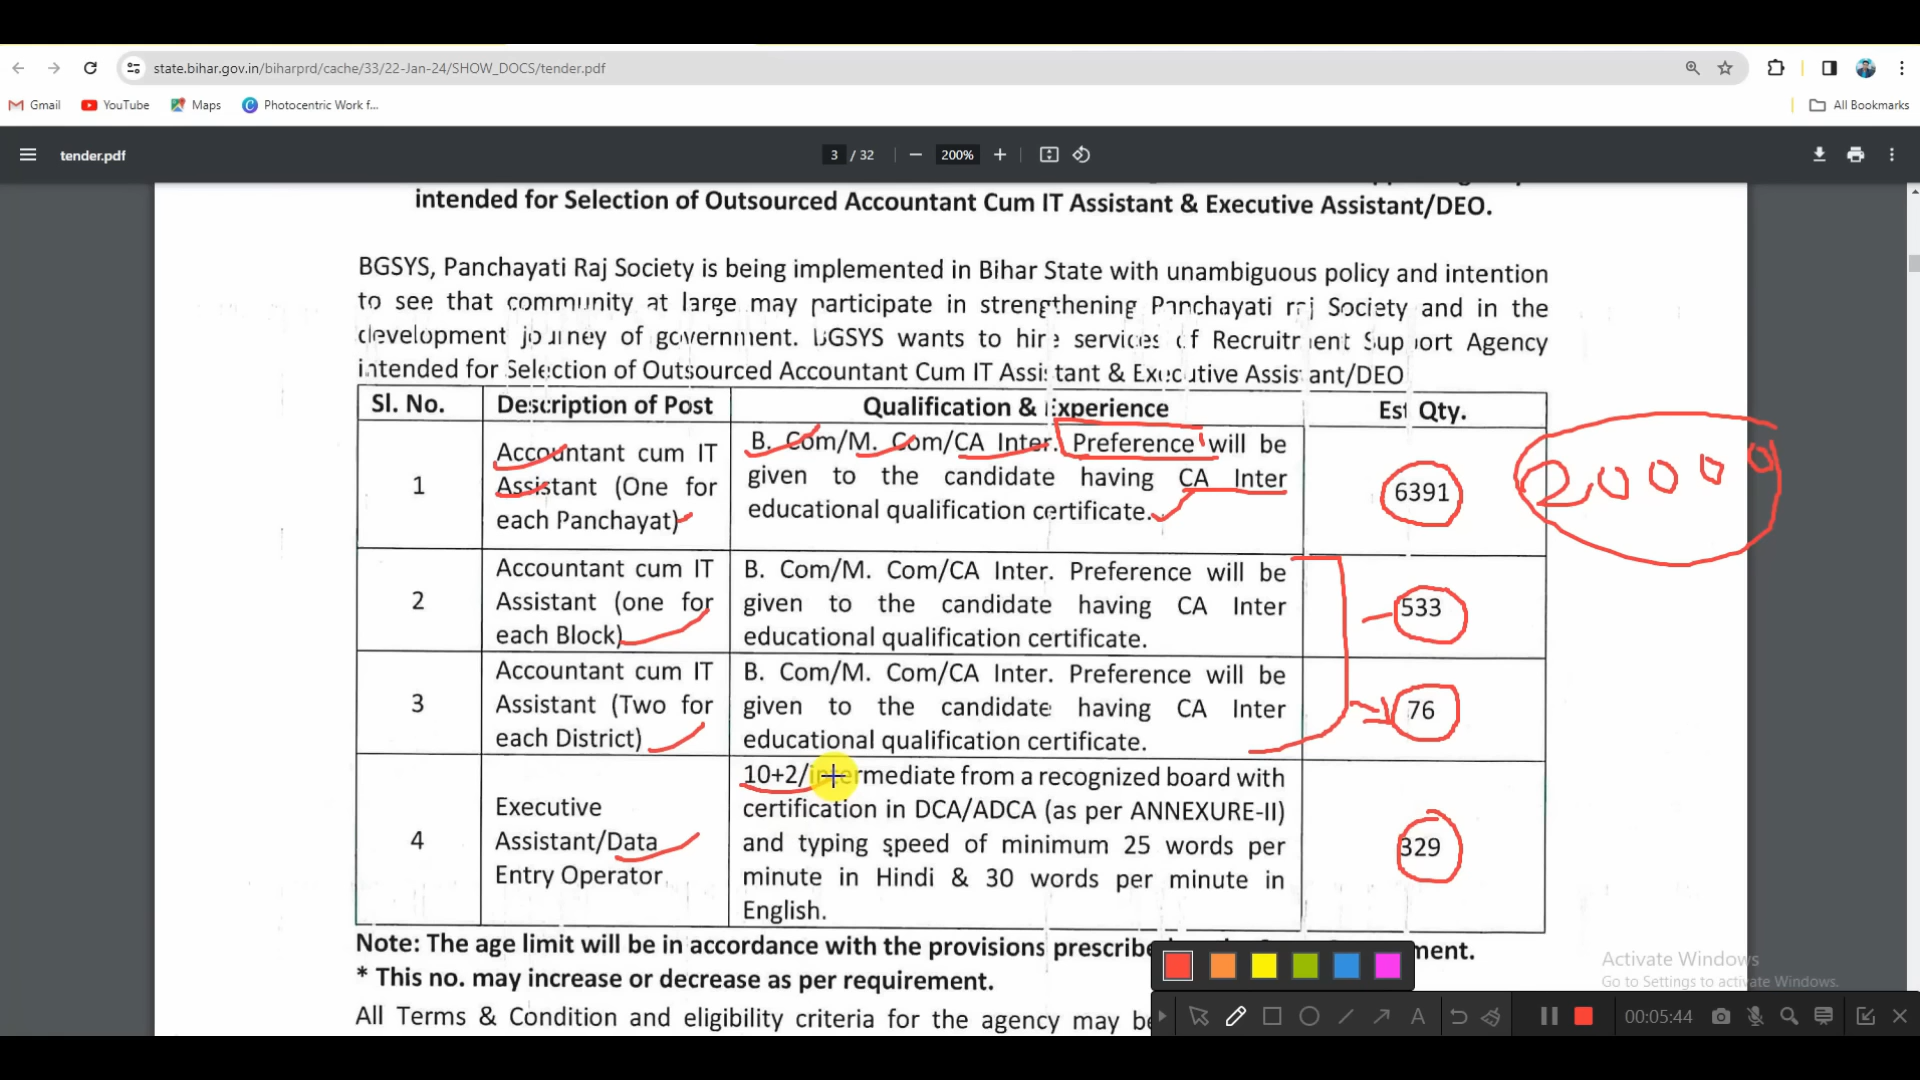 state.bihar.gov.in/biharprd/cache/33/22-Jan-24/SHOW_DOCS/tender.pdf
Gmail
YouTube
Maps
Photocentric Work f...
All Bookmarks
tender.pdf
3 / 32
200%
intended for Selection of Outsourced Accountant Cum IT Assistant & Executive Assistant/DEO.
BGSYS, Panchayati Raj Society is being implemented in Bihar State with unambiguous policy and intention
to see that community at large may participate in strengthening Panchayati raj Society and in the
development journey of government. BGSYS wants to hire services of Recruitment Support Agency
intended for Selection of Outsourced Accountant Cum IT Assistant & Executive Assistant/DEO
Sl. No.
Description of Post
Qualification & Experience
Est Qty.
1
Accountant cum IT
Assistant (One for
each Panchayat)
B. Com/M. Com/CA Inter. Preference will be
given to the candidate having CA Inter
educational qualification certificate.
6391
20000
2
Accountant cum IT
Assistant (one for
each Block)
B. Com/M. Com/CA Inter. Preference will be
given to the candidate having CA Inter
educational qualification certificate.
533
3
Accountant cum IT
Assistant (Two for
each District)
B. Com/M. Com/CA Inter. Preference will be
given to the candidate having CA Inter
educational qualification certificate.
76
4
Executive
Assistant/Data
Entry Operator
10+2/intermediate from a recognized board with
certification in DCA/ADCA (as per ANNEXURE-II)
and typing speed of minimum 25 words per
minute in Hindi & 30 words per minute in
English.
329
Note: The age limit will be in accordance with the provisions prescribe
* This no. may increase or decrease as per requirement.
All Terms & Condition and eligibility criteria for the agency may be
Activate Windows
Go to Settings to activate Windows.
00:05:44